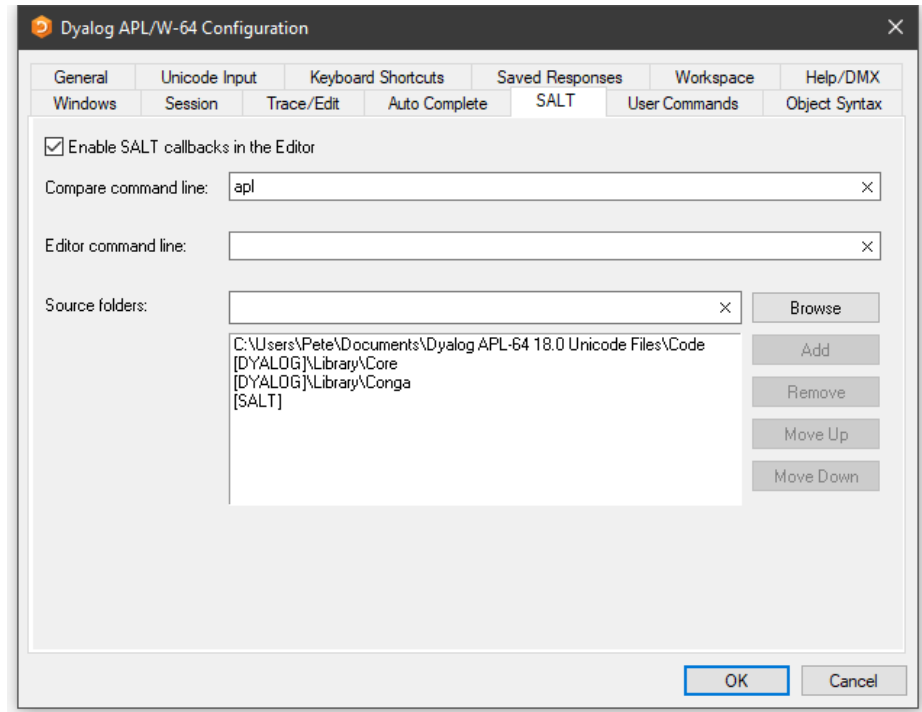 Dyalog APL/W-64 Configuration
General Unicode Input Keyboard Shortcuts Saved Responses Workspace Help/DMX
Windows Session Trace/Edit Auto Complete SALT User Commands Object Syntax
Enable SALT callbacks in the Editor
Compare command line: apl
Editor command line:
Source folders: Browse
C:\Users\Pete\Documents\Dyalog APL-64 18.0 Unicode Files\Code
[DYALOG]\Library\Core
[DYALOG]\Library\Conga
[SALT]
Add
Remove
Move Up
Move Down
OK Cancel